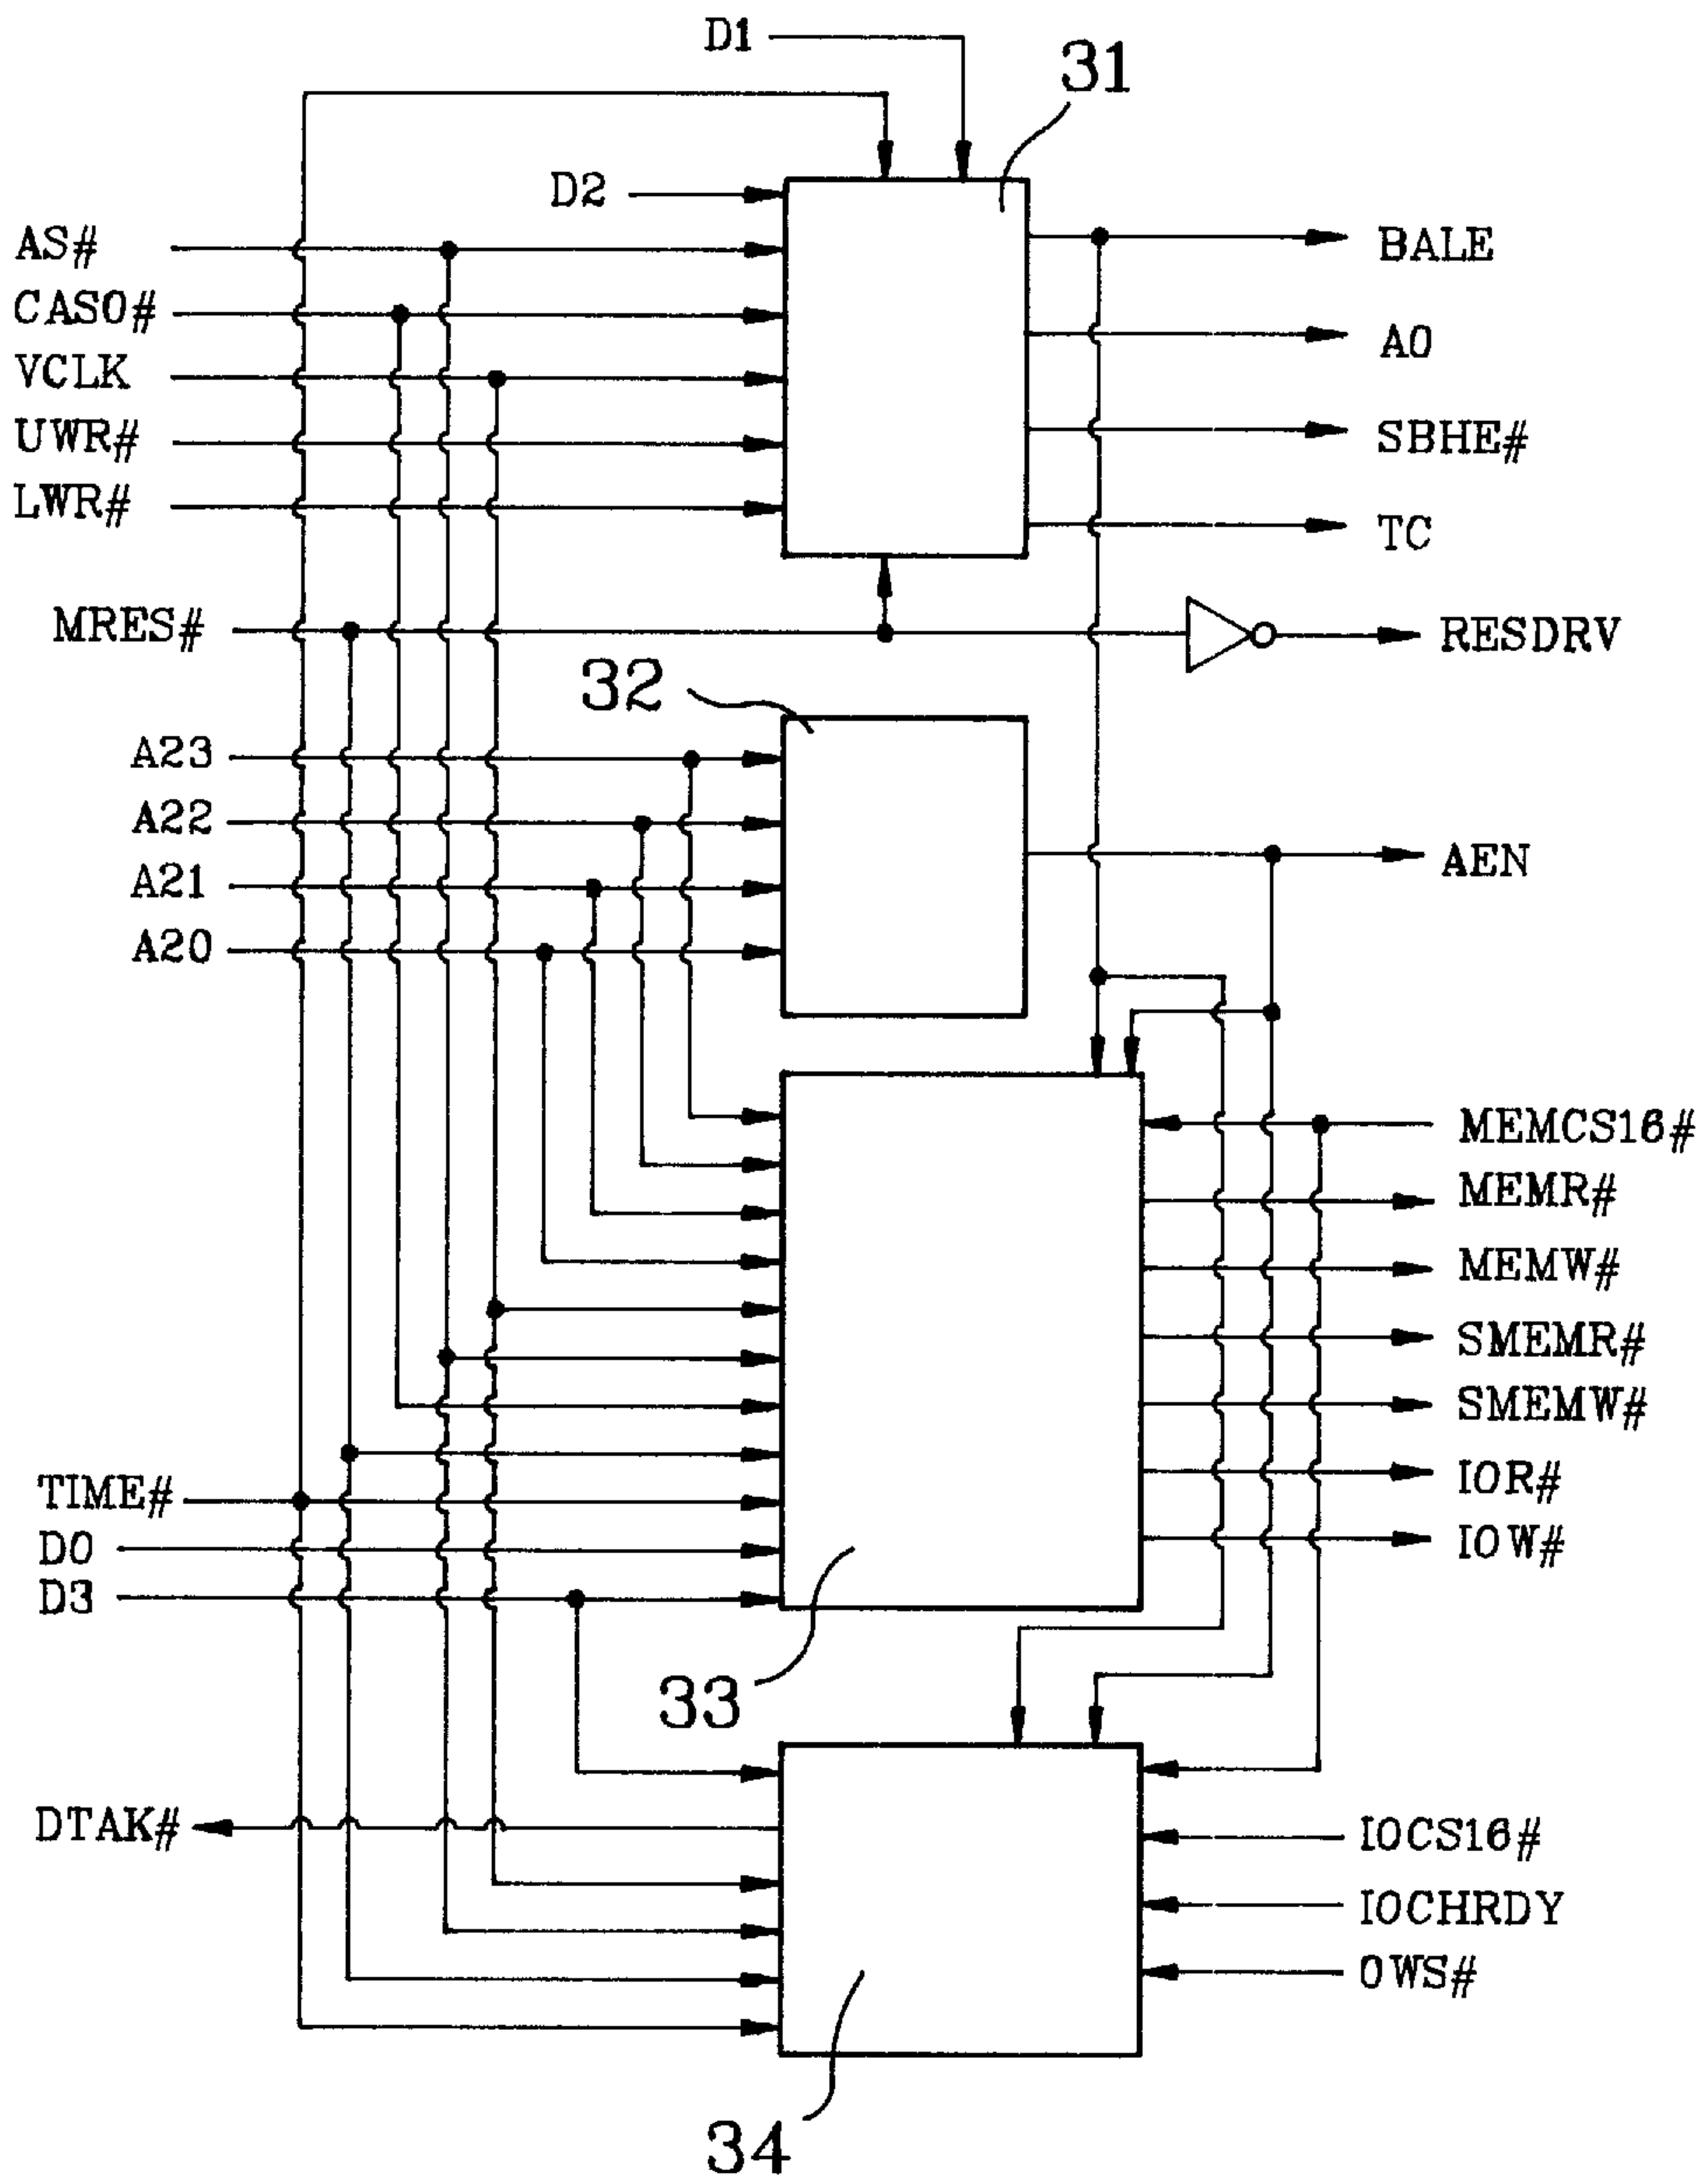 D1
31
D2
AS#
BALE
CAS0#
A0
VCLK
UWR#
SBHE#
LWR#
TC
MRES#
RESDRV
32
A23
A22
AEN
A21
A20
MEMCS16#
MEMR#
MEMW#
SMEMR#
SMEMW#
IOR#
TIME#
IOW#
D0
D3
33
DTAK#
IOCS16#
IOCHRDY
0WS#
34